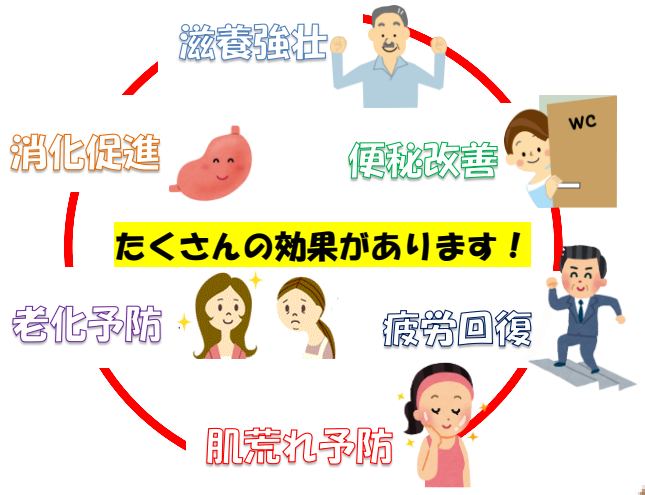 滋養強壮
消化促進
便秘改善
WC
たくさんの効果があります！
老化予防
疲労回復
肌荒れ予防